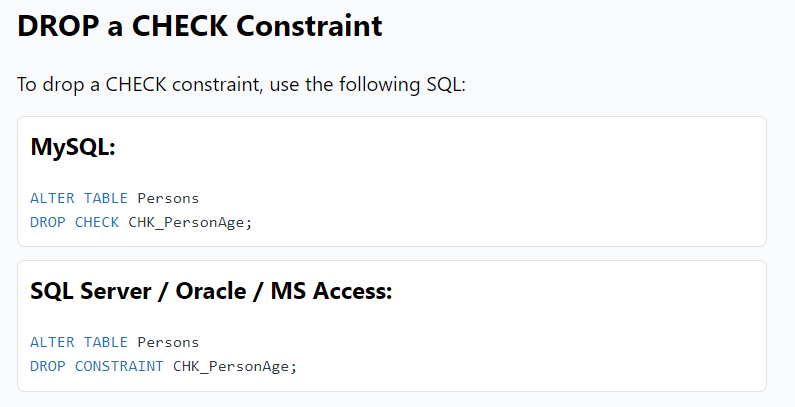 DROP a CHECK Constraint
To drop a CHECK constraint, use the following SQL:
MySQL:
ALTER TABLE Persons
DROP CHECK CHK_PersonAge;
SQL Server / Oracle / MS Access:
ALTER TABLE Persons
DROP CONSTRAINT CHK_PersonAge;